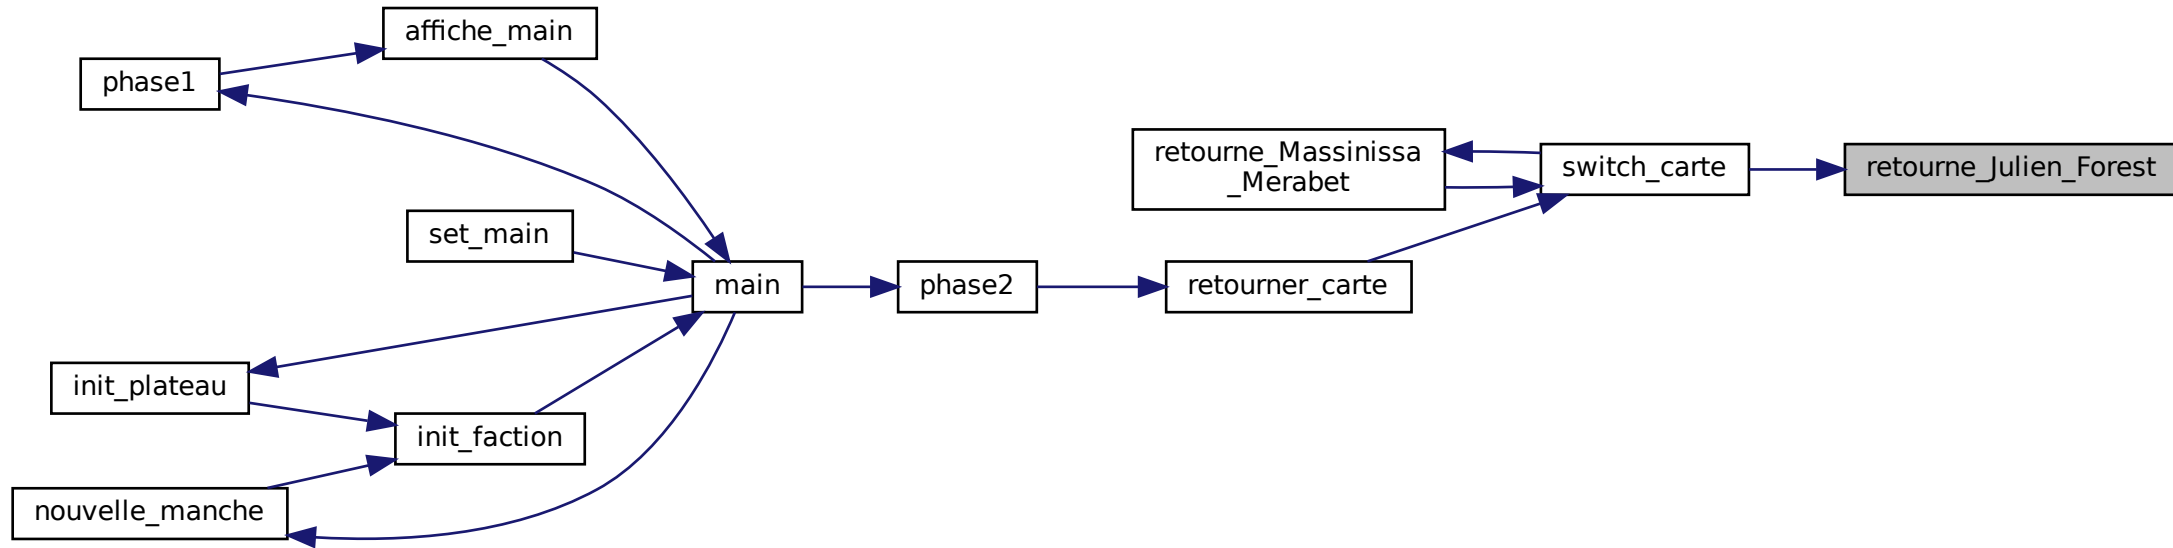 affiche_main
phase1
retourne_Massinissa
_Merabet
switch_carte
retourne_Julien_Forest
set_main
main
phase2
retourner_carte
init_plateau
init_faction
nouvelle_manche